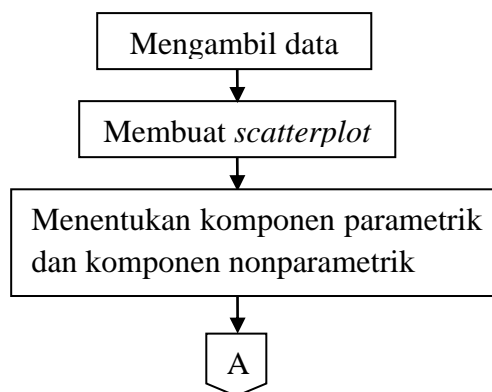 Mengambil data
Membuat scatterplot
Menentukan komponen parametrik
dan komponen nonparametrik
A